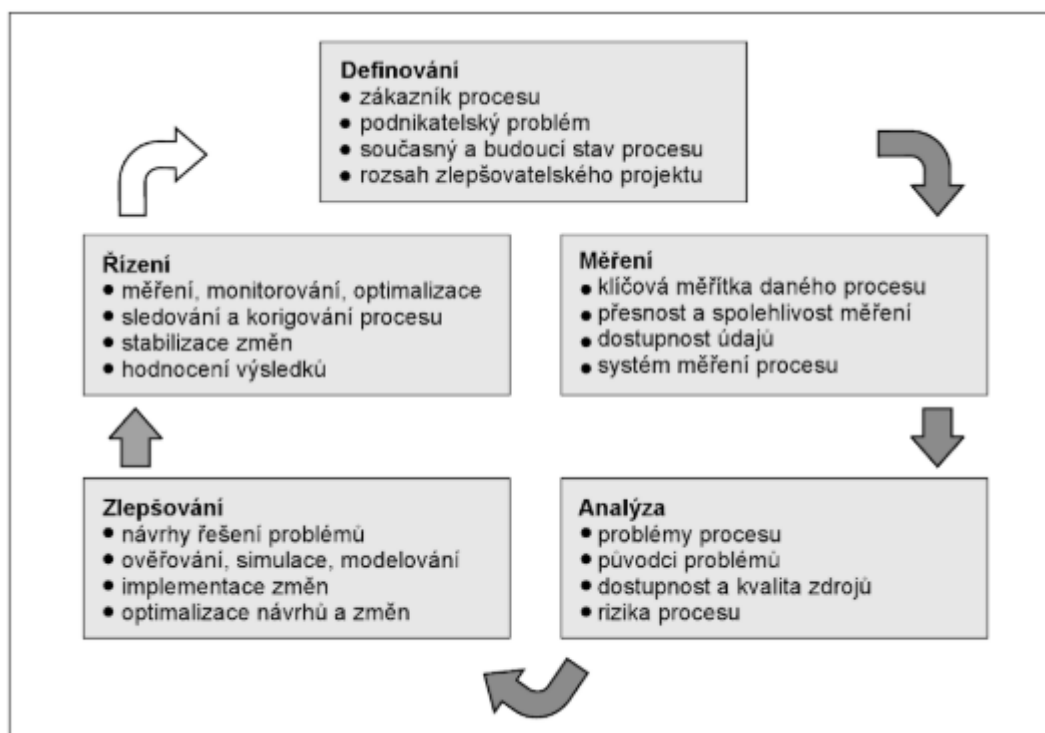 Definování
● zákazník procesu
● podnikatelský problém
● současný a budoucí stav procesu
● rozsah zlepšovatelského projektu
Měření
● klíčová měřítka daného procesu
● přesnost a spolehlivost měření
● dostupnost údajů
● systém měření procesu
Analýza
● problémy procesu
● původci problémů
● dostupnost a kvalita zdrojů
● rizika procesu
Zlepšování
● návrhy řešení problémů
● ověřování, simulace, modelování
● implementace změn
● optimalizace návrhů a změn
Řízení
● měření, monitorování, optimalizace
● sledování a korigování procesu
● stabilizace změn
● hodnocení výsledků